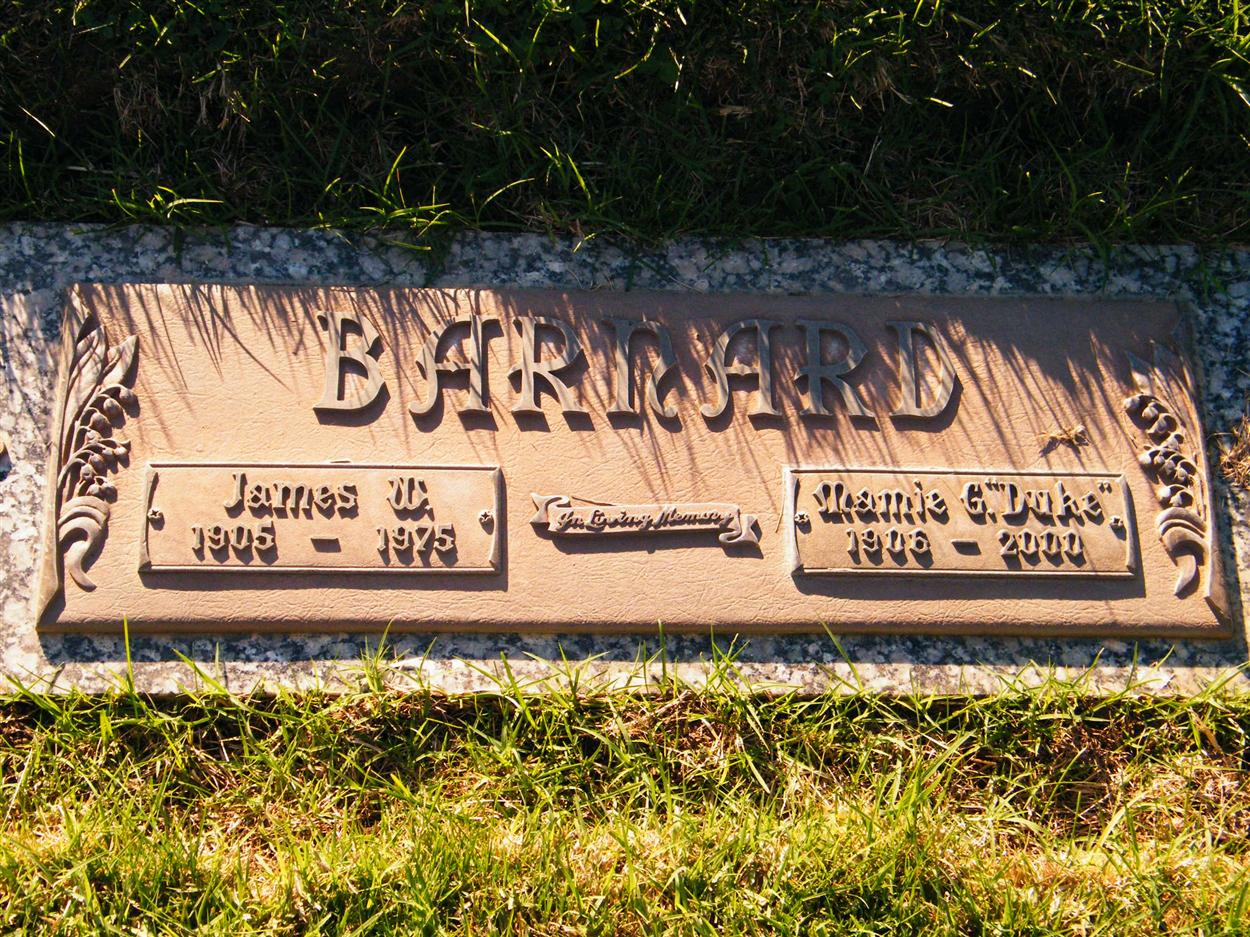 BARNARD
James W.
1905 – 1975
In Loving Memory
Mamie G. "Duke"
1906 – 2000